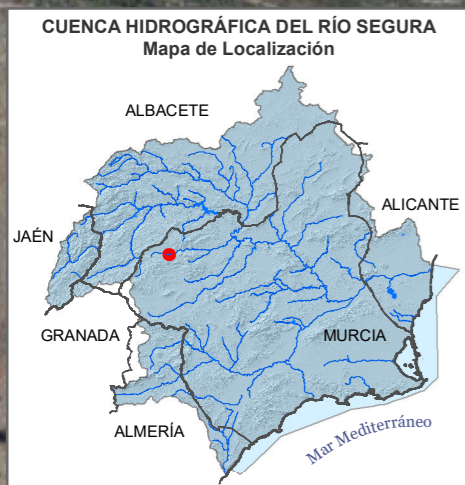 CUENCA HIDROGRÁFICA DEL RÍO SEGURA
Mapa de Localización
ALBACETE
ALICANTE
JAÉN
GRANADA
MURCIA
ALMERÍA
Mar Mediterráneo